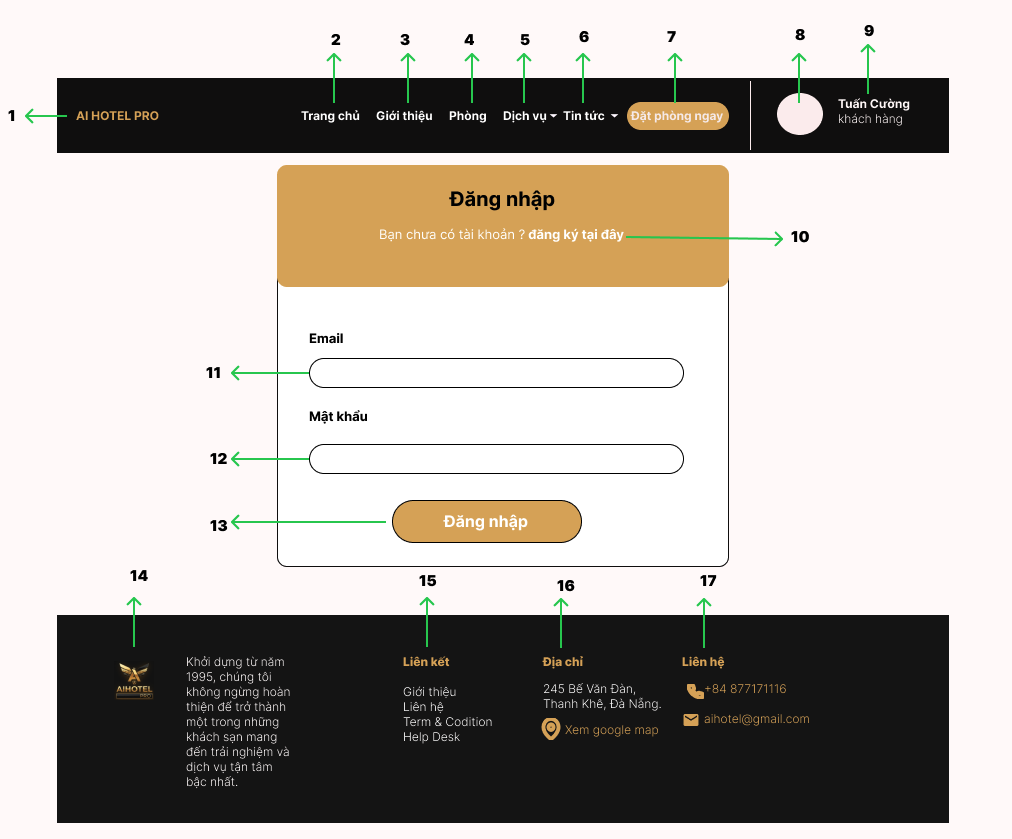 2 3 4 5 6 7 8 9
1 AI HOTEL PRO Trang chủ Giới thiệu Phòng Dịch vụ Tin tức Đặt phòng ngay Tuấn Cường
khách hàng
Đăng nhập
Bạn chưa có tài khoản ? đăng ký tại đây 10
Email
11
Mật khẩu
12
13 Đăng nhập
14 15 16 17
AIHOTEL
Khởi dựng từ năm
1995, chúng tôi
không ngừng hoàn
thiện để trở thành
một trong những
khách sạn mang
đến trải nghiệm và
dịch vụ tận tâm
bậc nhất.
Liên kết
Giới thiệu
Liên hệ
Term & Codition
Help Desk
Địa chỉ
245 Bế Văn Đàn,
Thanh Khê, Đà Nẵng.
Xem google map
Liên hệ
+84 877171116
aihotel@gmail.com